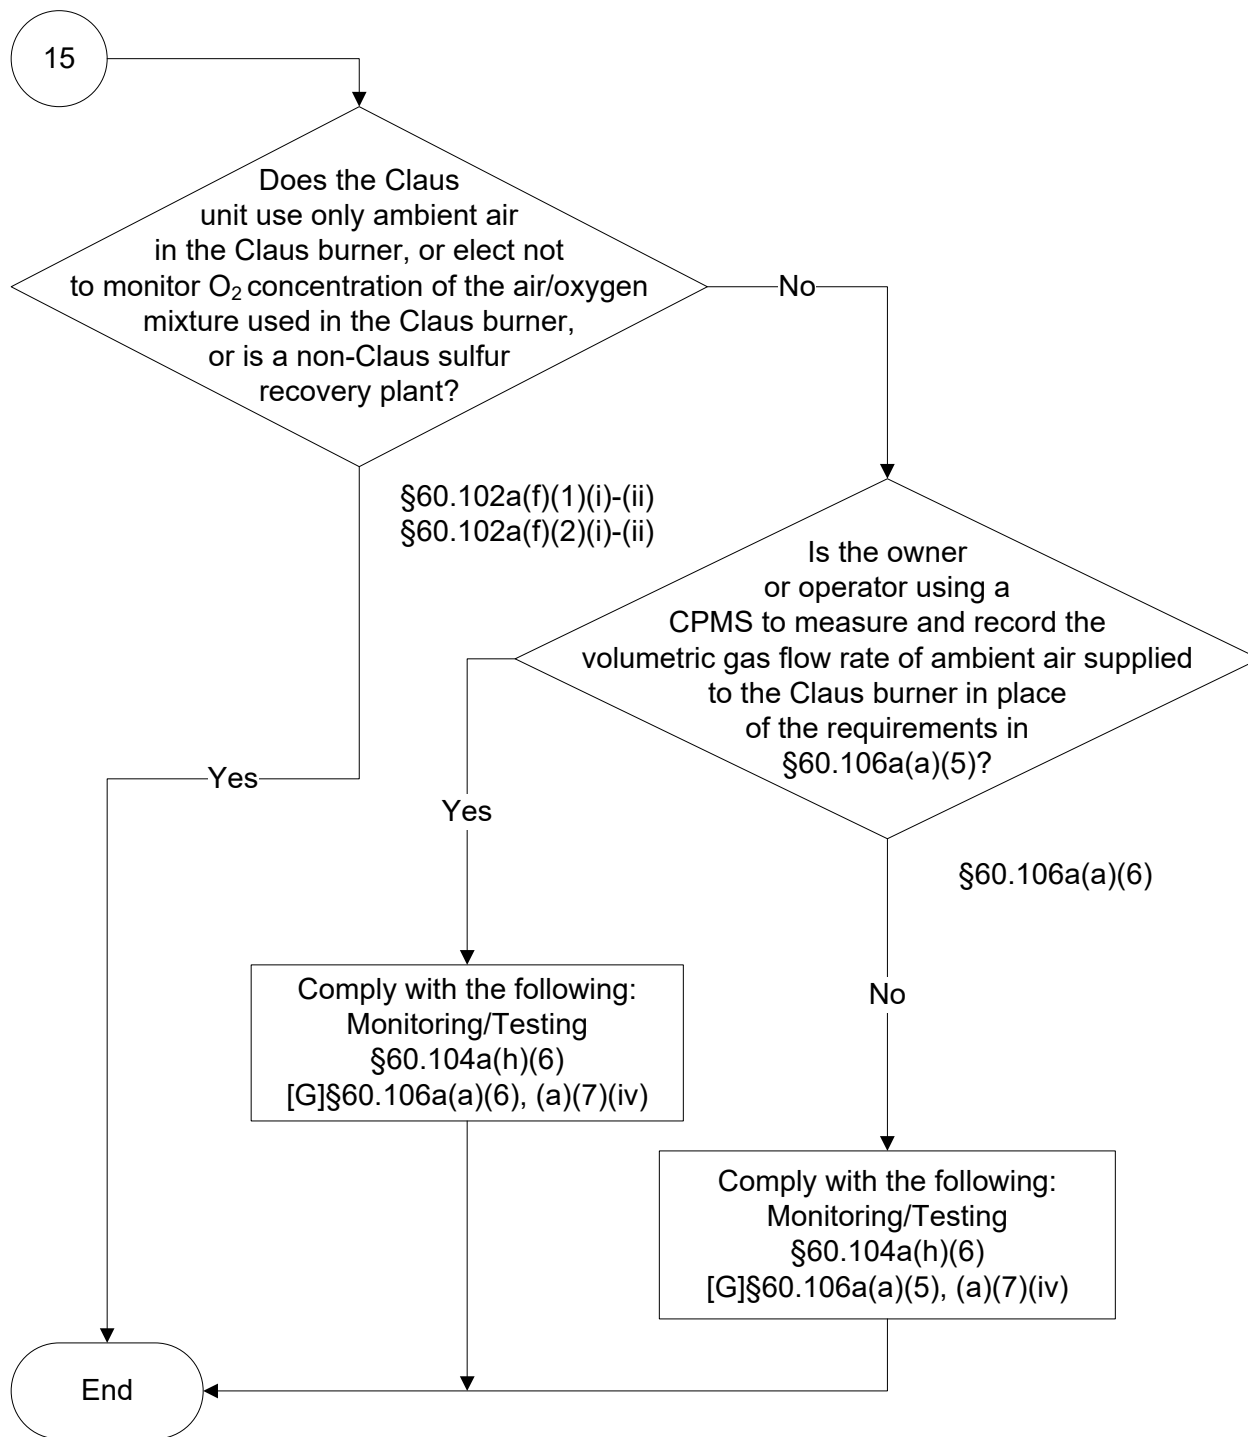 15
Does the Claus
unit use only ambient air
in the Claus burner, or elect not
to monitor O₂ concentration of the air/oxygen
mixture used in the Claus burner,
or is a non-Claus sulfur
recovery plant?
No
§60.102a(f)(1)(i)-(ii)
§60.102a(f)(2)(i)-(ii)
Is the owner
or operator using a
CPMS to measure and record the
volumetric gas flow rate of ambient air supplied
to the Claus burner in place
of the requirements in
§60.106a(a)(5)?
Yes
Yes
§60.106a(a)(6)
No
Comply with the following:
Monitoring/Testing
§60.104a(h)(6)
[G]§60.106a(a)(6), (a)(7)(iv)
Comply with the following:
Monitoring/Testing
§60.104a(h)(6)
[G]§60.106a(a)(5), (a)(7)(iv)
End